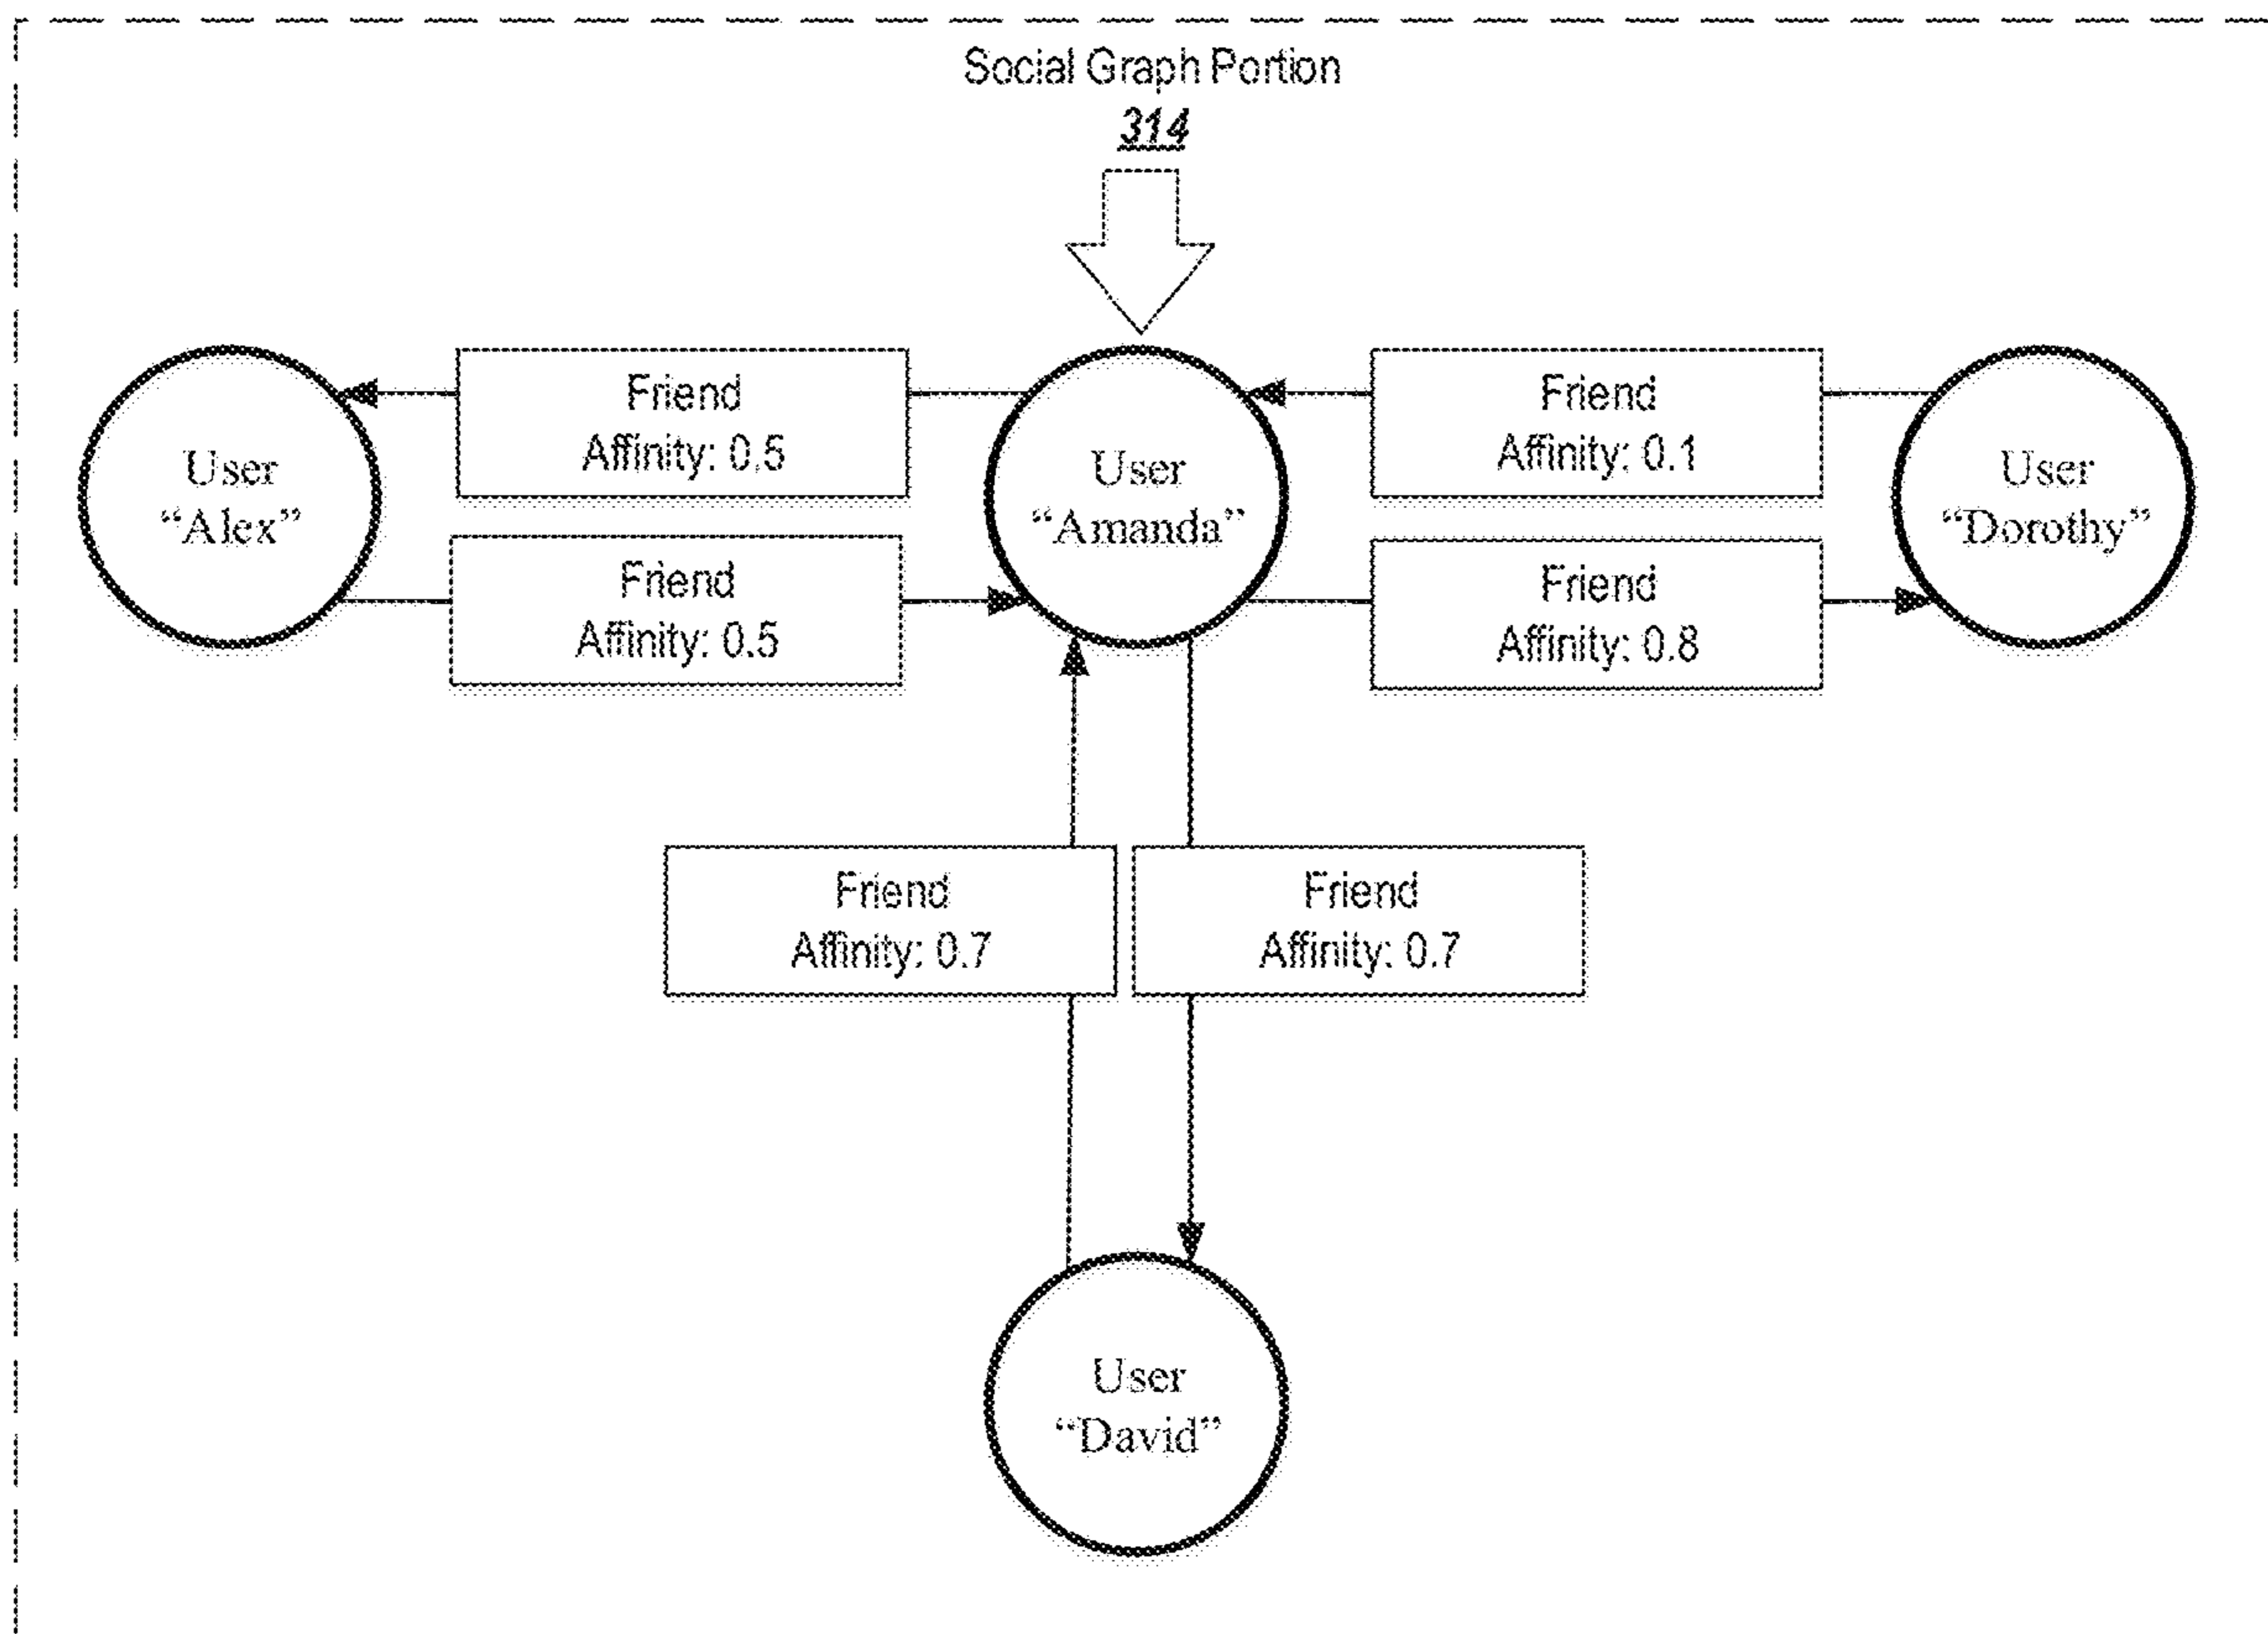 Social Graph Portion
314
Friend
Affinity: 0.5
Friend
Affinity: 0.1
User
“Alex”
User
“Amanda”
User
“Dorothy”
Friend
Affinity: 0.5
Friend
Affinity: 0.8
Friend
Affinity: 0.7
Friend
Affinity: 0.7
User
“David”